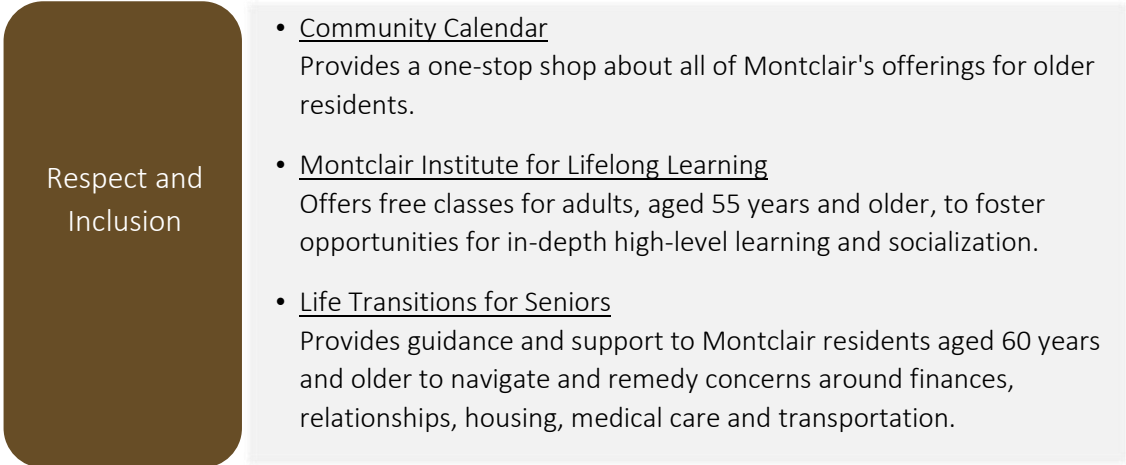 Respect and
Inclusion
• Community Calendar
Provides a one-stop shop about all of Montclair's offerings for older
residents.
• Montclair Institute for Lifelong Learning
Offers free classes for adults, aged 55 years and older, to foster
opportunities for in-depth high-level learning and socialization.
• Life Transitions for Seniors
Provides guidance and support to Montclair residents aged 60 years
and older to navigate and remedy concerns around finances,
relationships, housing, medical care and transportation.